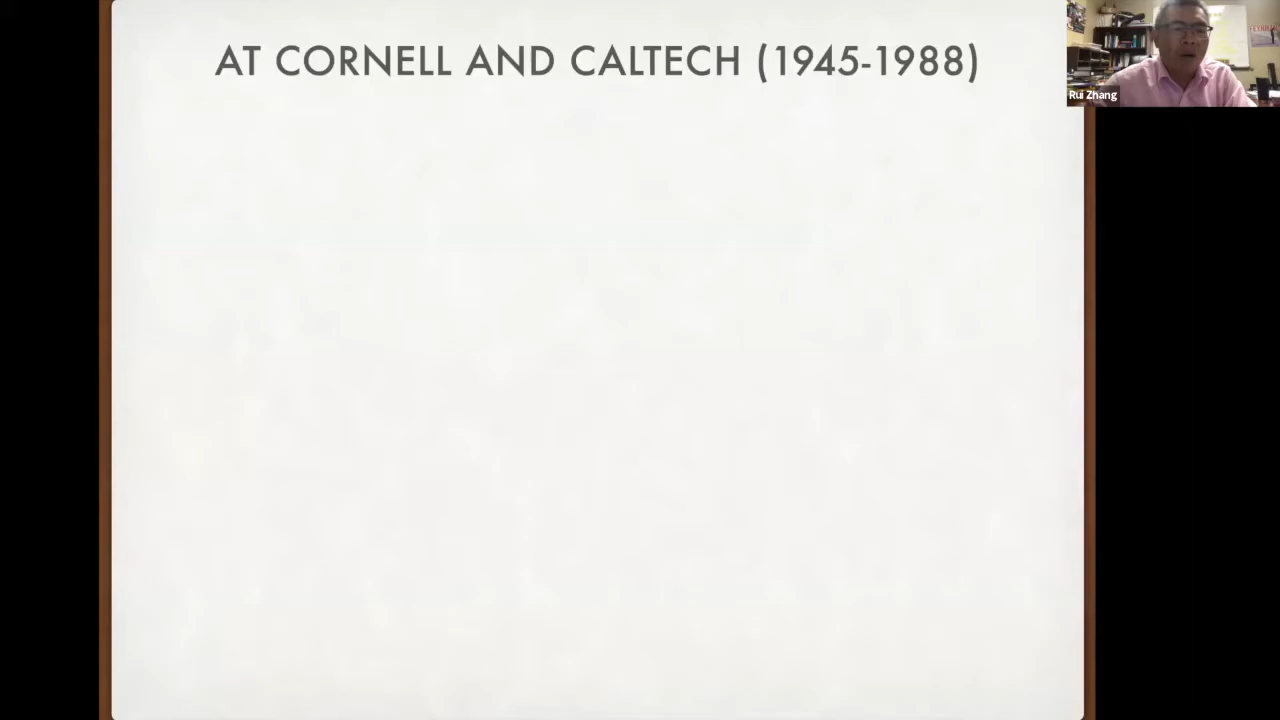 AT CORNELL AND CALTECH (1945-1988)
Rui Zhang